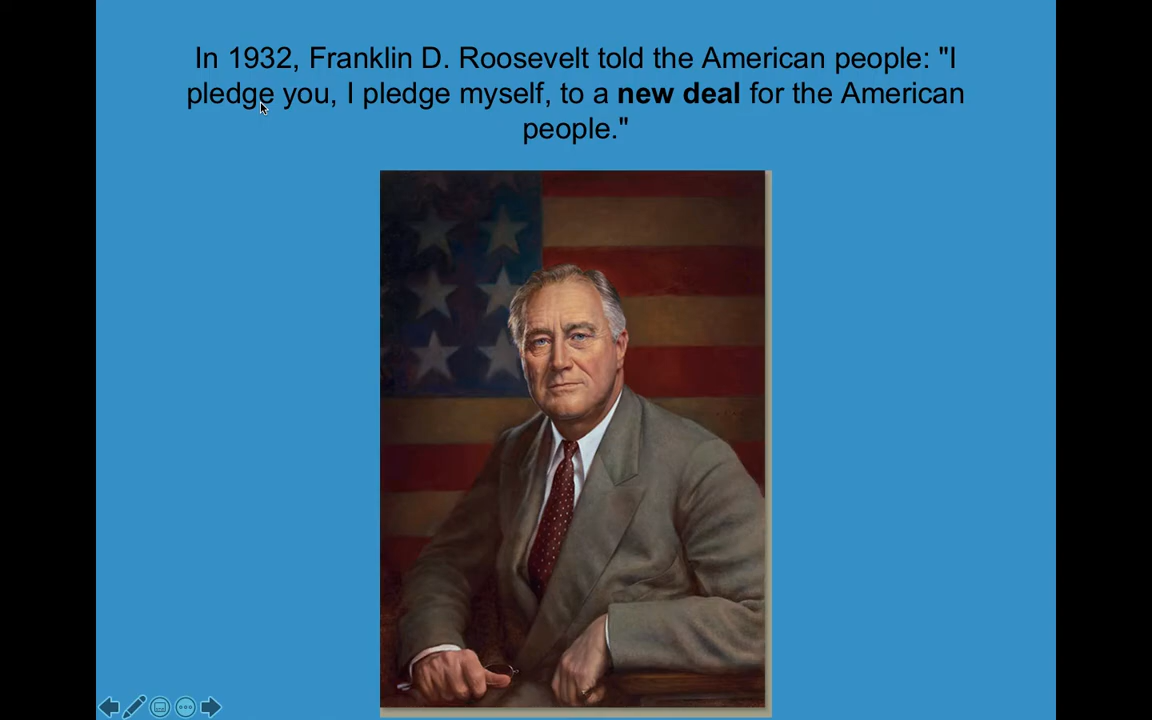 In 1932, Franklin D. Roosevelt told the American people: "I
pledge you, I pledge myself, to a new deal for the American
people."